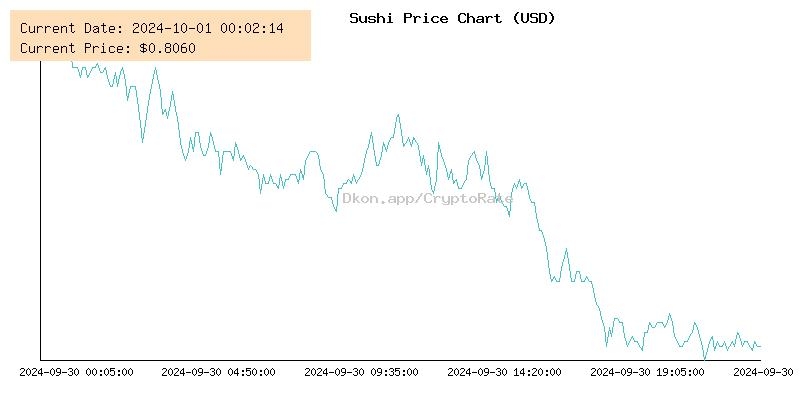 Sushi Price Chart (USD)
Current Date: 2024-10-01 00:02:14
Current Price: $0.8060
Dkon.app/CryptoRate
2024-09-30 00:05:00 2024-09-30 04:50:00 2024-09-30 09:35:00 2024-09-30 14:20:00 2024-09-30 19:05:00 2024-09-30